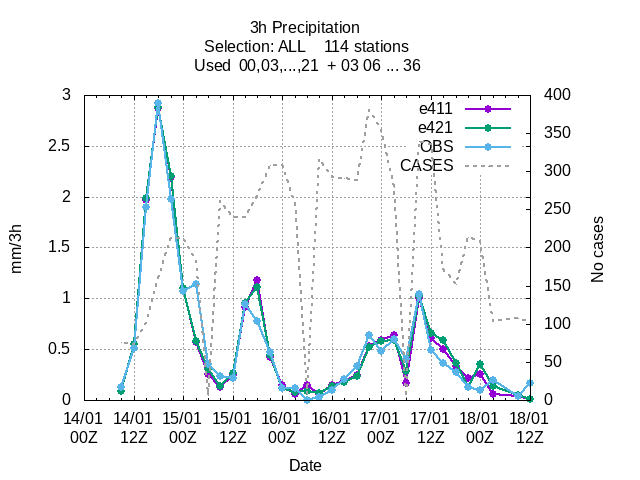 3h Precipitation
Selection: ALL    114 stations
Used  00,03,...,21  + 03 06 ... 36
mm/3h
3
2.5
2
1.5
1
0.5
0
400
350
300
250
200
150
100
50
0
No cases
e411
e421
OBS
CASES
14/01 14/01 15/01 15/01 16/01 16/01 17/01 17/01 18/01 18/01
00Z 12Z 00Z 12Z 00Z 12Z 00Z 12Z 00Z 12Z
Date